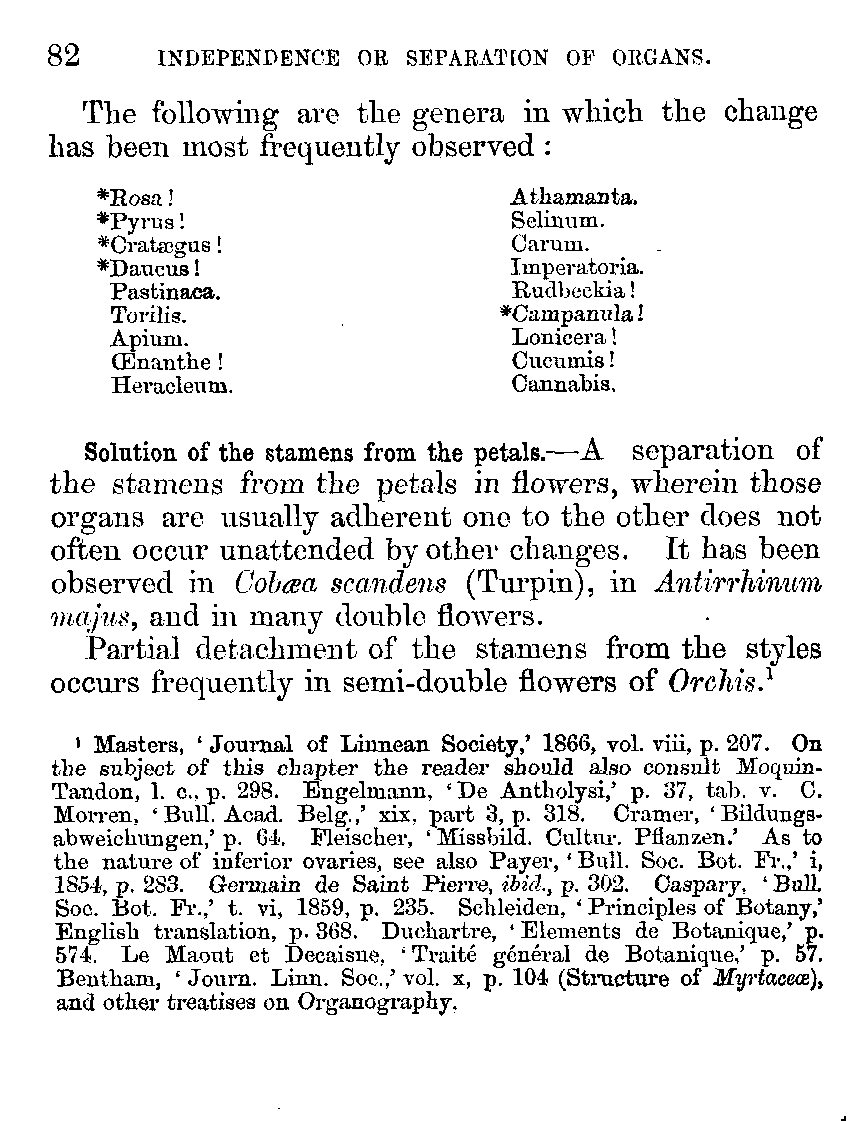 82 INDEPENDENCE OR SEPARATION OF ORGANS.
The following are the genera in which the change
has been most frequently observed :
*Rosa !
*Pyrus !
*Cratægus !
*Daucus !
Pastinaca.
Torilis.
Apium.
Œnanthe !
Heracleum.
Athamanta.
Selinum.
Carum.
Imperatoria.
Rudbeckia !
*Campanula !
Lonicera !
Cucumis !
Cannabis.
Solution of the stamens from the petals.—A separation of
the stamens from the petals in flowers, wherein those
organs are usually adherent one to the other does not
often occur unattended by other changes. It has been
observed in Cobæa scandens (Turpin), in Antirrhinum
majus, and in many double flowers.
Partial detachment of the stamens from the styles
occurs frequently in semi-double flowers of Orchis.¹
¹ Masters, ‘ Journal of Linnean Society,’ 1866, vol. viii, p. 207. On
the subject of this chapter the reader should also consult Moquin-
Tandon, l. c., p. 298. Engelmann, ‘ De Antholysi,’ p. 37, tab. v. C.
Morren, ‘ Bull. Acad. Belg.,’ xix, part 3, p. 318. Cramer, ‘ Bildungs-
abweichungen,’ p. 64. Fleischer, ‘ Missbild. Cultur. Pflanzen.’ As to
the nature of inferior ovaries, see also Payer, ‘ Bull. Soc. Bot. Fr.,’ i,
1854, p. 283. Germain de Saint Pierre, ibid., p. 302. Caspary, ‘ Bull.
Soc. Bot. Fr.,’ t. vi, 1859, p. 235. Schleiden, ‘ Principles of Botany,’
English translation, p. 368. Duchartre, ‘ Elements de Botanique,’ p.
574. Le Maout et Decaisne, ‘ Traité général de Botanique,’ p. 57.
Bentham, ‘ Journ. Linn. Soc.,’ vol. x, p. 104 (Structure of Myrtaceæ),
and other treatises on Organography.